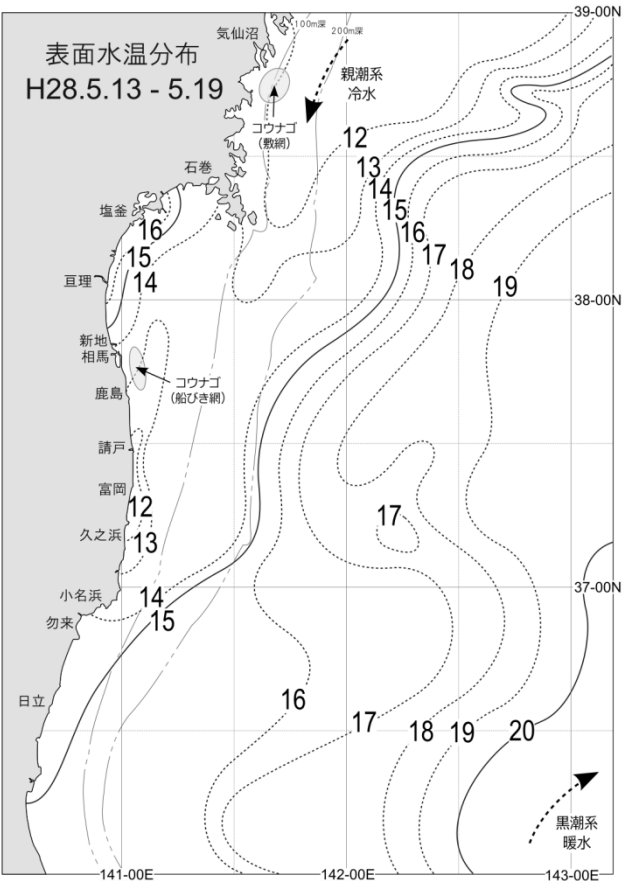 39-00N
気仙沼
100m深
200m深
表面水温分布
H28.5.13 - 5.19
親潮系
冷水
コウナゴ
(敷網)
12
石巻
13
14
塩釜
15
16
16
15
17
18
亘理
14
19
38-00N
新地
相馬
コウナゴ
(船びき網)
鹿島
請戸
富岡
12
17
久之浜
13
37-00N
小名浜
14
勿来
15
日立
16
17
18
19
20
黒潮系
暖水
141-00E
142-00E
143-00E